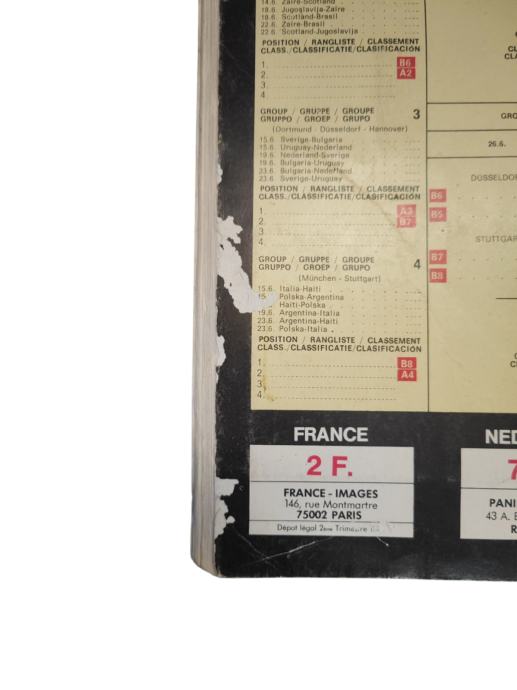 14.6. Zaire-Scotland
18.6. Jugoslavija-Zaire
18.6. Scotland-Brasil
22.6. Zaire-Brasil
22.6. Scotland-Jugoslavija
POSITION / RANGLISTE / CLASSEMENT
CLASS./CLASSIFICATIE/CLASIFICACIÓN
1. B6
2. A2
3.
4.
GROUP / GRUPPE / GROUPE 3
GRUPPO / GROEP / GRUPO
(Dortmund - Düsseldorf - Hannover)
15.6. Sverige-Bulgaria
15.6. Uruguay-Nederland
19.6. Nederland-Sverige
19.6. Bulgaria-Uruguay
23.6. Bulgaria-Nederland
23.6. Sverige-Uruguay
POSITION / RANGLISTE / CLASSEMENT
CLASS./CLASSIFICATIE/CLASIFICACIÓN
1. A3
2. B7
3.
4.
GROUP / GRUPPE / GROUPE 4
GRUPPO / GROEP / GRUPO
(München - Stuttgart)
15.6. Italia-Haiti
15. Polska-Argentina
Haiti-Polska
19.6. Argentina-Italia
23.6. Argentina-Haiti
23.6. Polska-Italia
POSITION / RANGLISTE / CLASSEMENT
CLASS./CLASSIFICATIE/CLASIFICACIÓN
1. B8
2. A4
3.
4.
GRO
26.6.
DÜSSELDO
B6
B5
STUTTGAR
B7
B8
FRANCE
2 F.
FRANCE - IMAGES
146, rue Montmartre
75002 PARIS
Dépot légal 2ème Trimestre
NED
7
PANI
43 A.